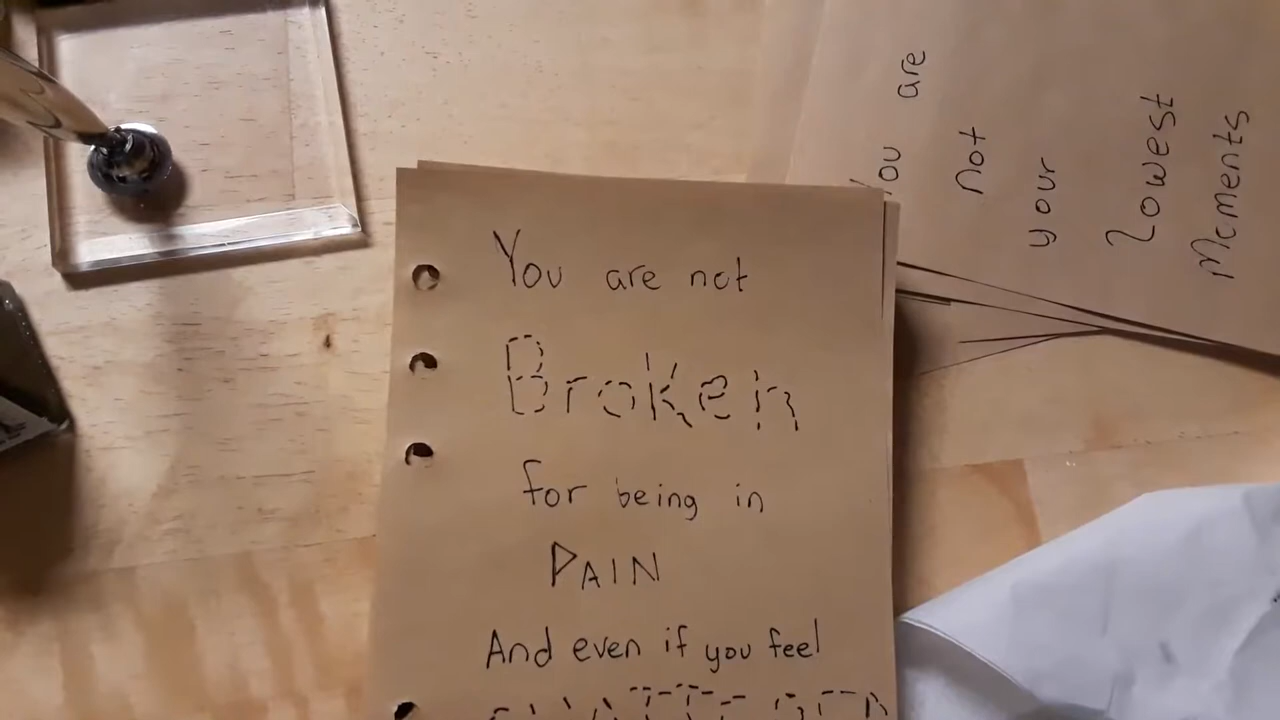 You are not
Broken
for being in
PAIN
And even if you feel
You are
not
your
Lowest
Moments